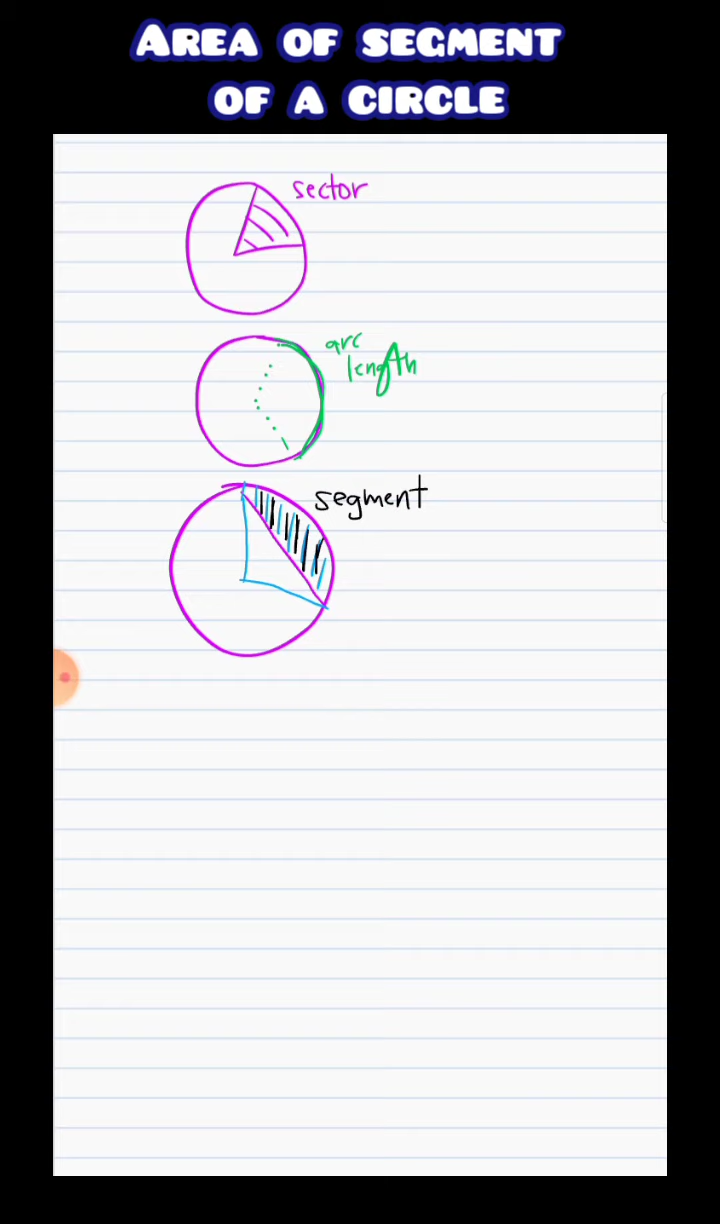 AREA OF SEGMENT
OF A CIRCLE
sector
arc
length
segment